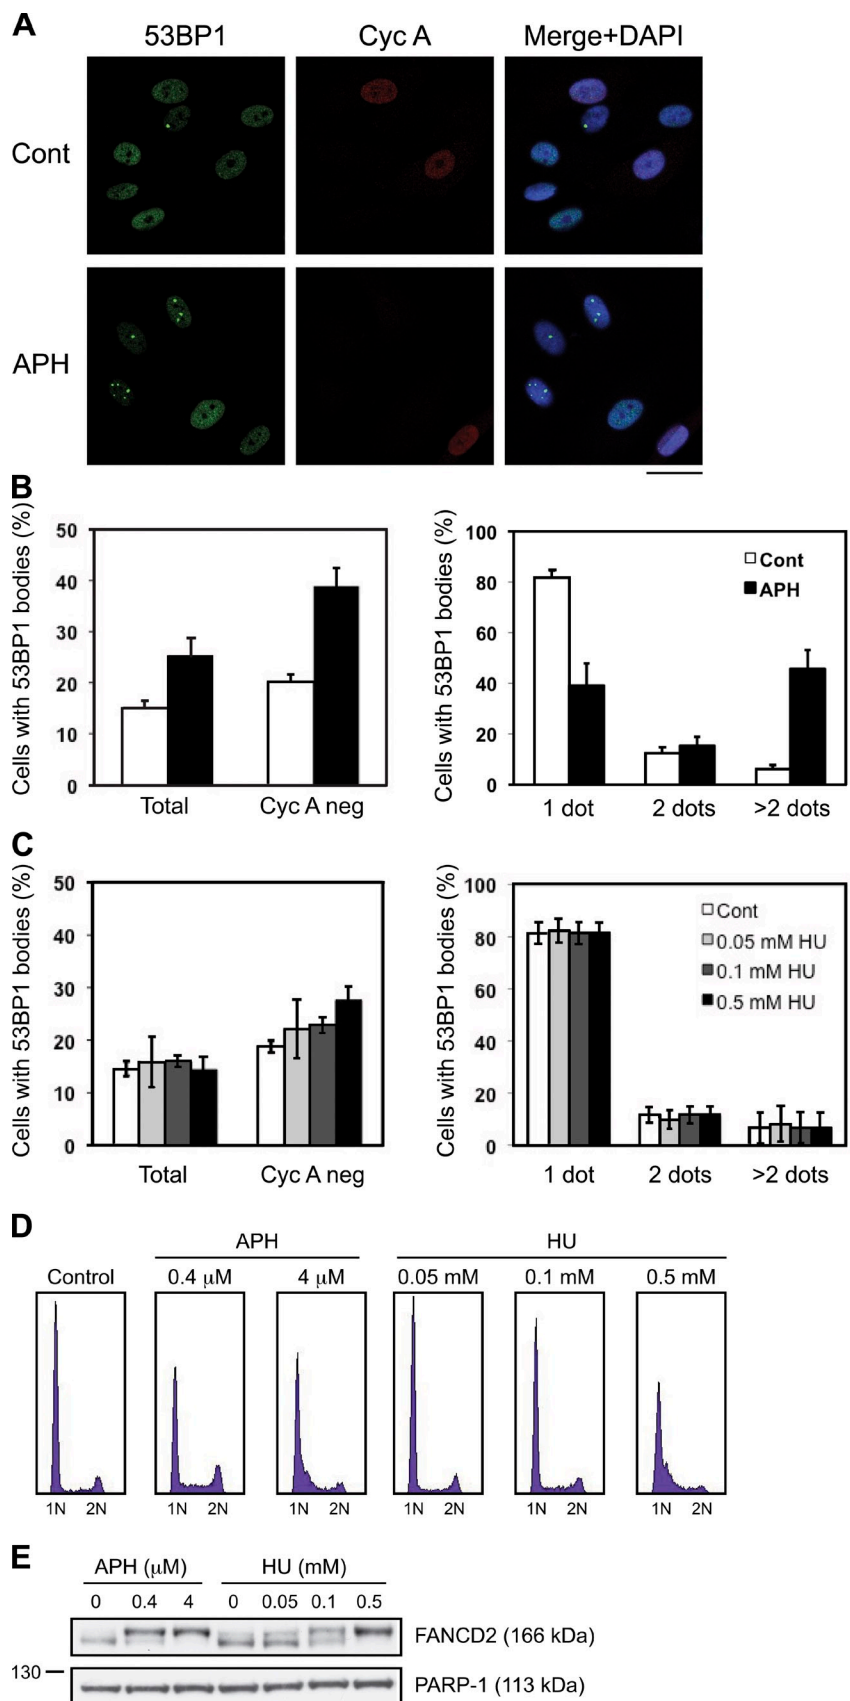 A
53BP1 Cyc A Merge+DAPI
Cont
APH
B
Cells with 53BP1 bodies (%)
50
40
30
20
10
0
Total Cyc A neg
Cells with 53BP1 bodies (%)
100
80
60
40
20
0
Cont
APH
1 dot 2 dots >2 dots
C
Cells with 53BP1 bodies (%)
50
40
30
20
10
0
Total Cyc A neg
Cells with 53BP1 bodies (%)
100
80
60
40
20
0
Cont
0.05 mM HU
0.1 mM HU
0.5 mM HU
1 dot 2 dots >2 dots
D
APH HU
Control 0.4 μM 4 μM 0.05 mM 0.1 mM 0.5 mM
1N 2N 1N 2N 1N 2N 1N 2N 1N 2N 1N 2N
E
APH (μM) HU (mM)
0 0.4 4 0 0.05 0.1 0.5
FANCD2 (166 kDa)
130
PARP-1 (113 kDa)